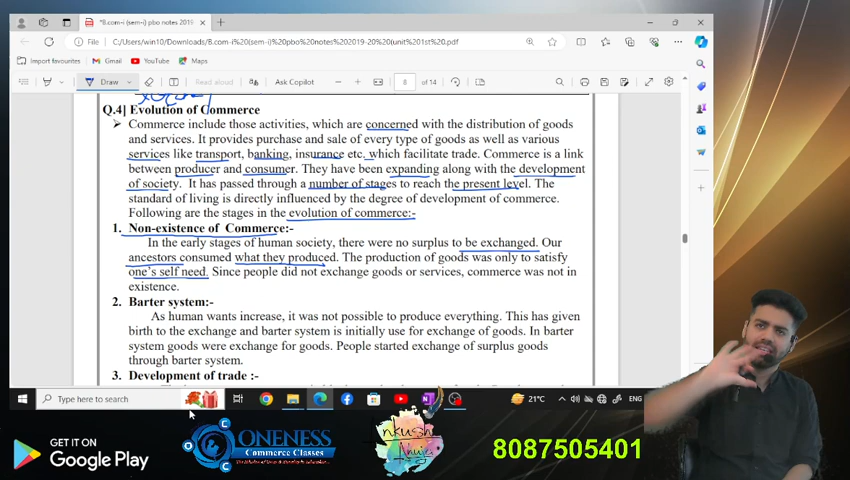 *B.com-i (sem-i) pbo notes 2019
File
C:/Users/win10/Downloads/B.com-i%20(sem-i)%20pbo%20notes%202019-20%20(unit%201st%20.pdf
Gmail YouTube Maps
Draw Read aloud Ask Copilot 8 of 14
Q.4] Evolution of Commerce
➤ Commerce include those activities, which are concerned with the distribution of goods
and services. It provides purchase and sale of every type of goods as well as various
services like transport, banking, insurance etc. which facilitate trade. Commerce is a link
between producer and consumer. They have been expanding along with the development
of society. It has passed through a number of stages to reach the present level. The
standard of living is directly influenced by the degree of development of commerce.
Following are the stages in the evolution of commerce:-
1. Non-existence of Commerce:-
In the early stages of human society, there were no surplus to be exchanged. Our
ancestors consumed what they produced. The production of goods was only to satisfy
one's self need. Since people did not exchange goods or services, commerce was not in
existence.
2. Barter system:-
As human wants increase, it was not possible to produce everything. This has given
birth to the exchange and barter system is initially use for exchange of goods. In barter
system goods were exchange for goods. People started exchange of surplus goods
through barter system.
3. Development of trade :-
Type here to search
21°C ENG
GET IT ON
Google Play
ONENESS
Commerce Classes
Ankush
Ahuja
8087505401